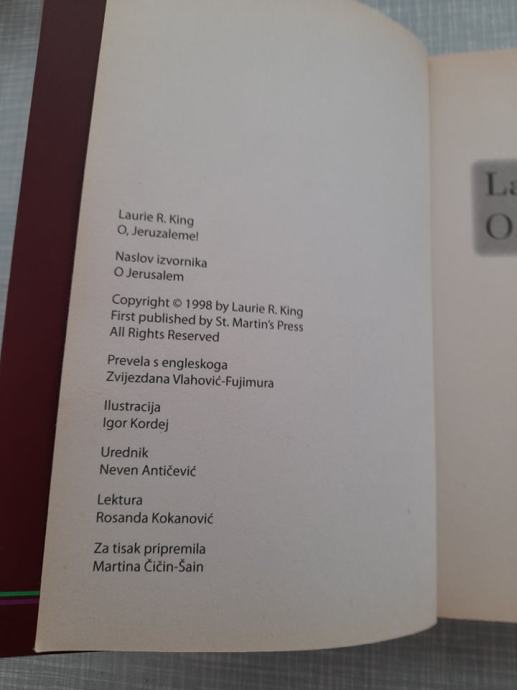 Laurie R. King
O, Jeruzaleme!
Naslov izvornika
O Jerusalem
Copyright © 1998 by Laurie R. King
First published by St. Martin's Press
All Rights Reserved
Prevela s engleskoga
Zvijezdana Vlahović-Fujimura
Ilustracija
Igor Kordej
Urednik
Neven Antičević
Lektura
Rosanda Kokanović
Za tisak pripremila
Martina Čičin-Šain
La
O